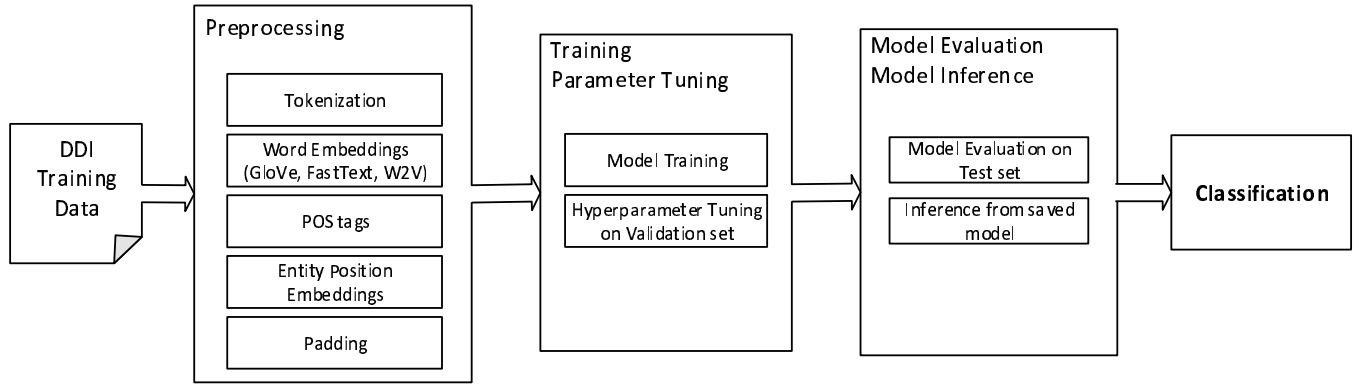 DDI
Training
Data
Preprocessing
Tokenization
Word Embeddings
(GloVe, FastText, W2V)
POS tags
Entity Position
Embeddings
Padding
Training
Parameter Tuning
Model Training
Hyperparameter Tuning
on Validation set
Model Evaluation
Model Inference
Model Evaluation on
Test set
Inference from saved
model
Classification